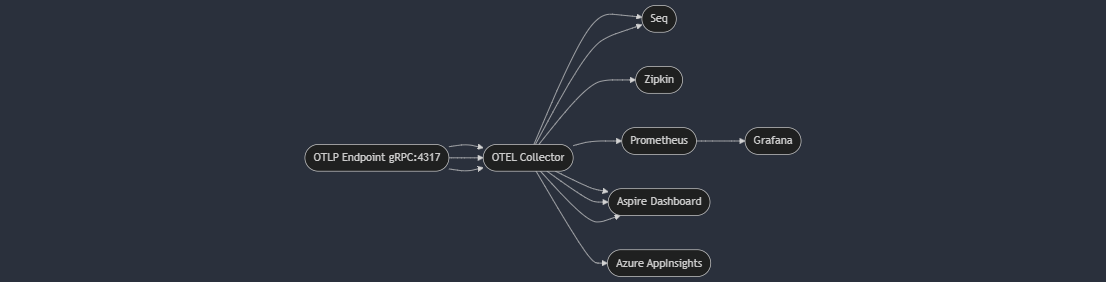 Seq
Zipkin
Prometheus
Grafana
OTLP Endpoint gRPC:4317
OTEL Collector
Aspire Dashboard
Azure AppInsights